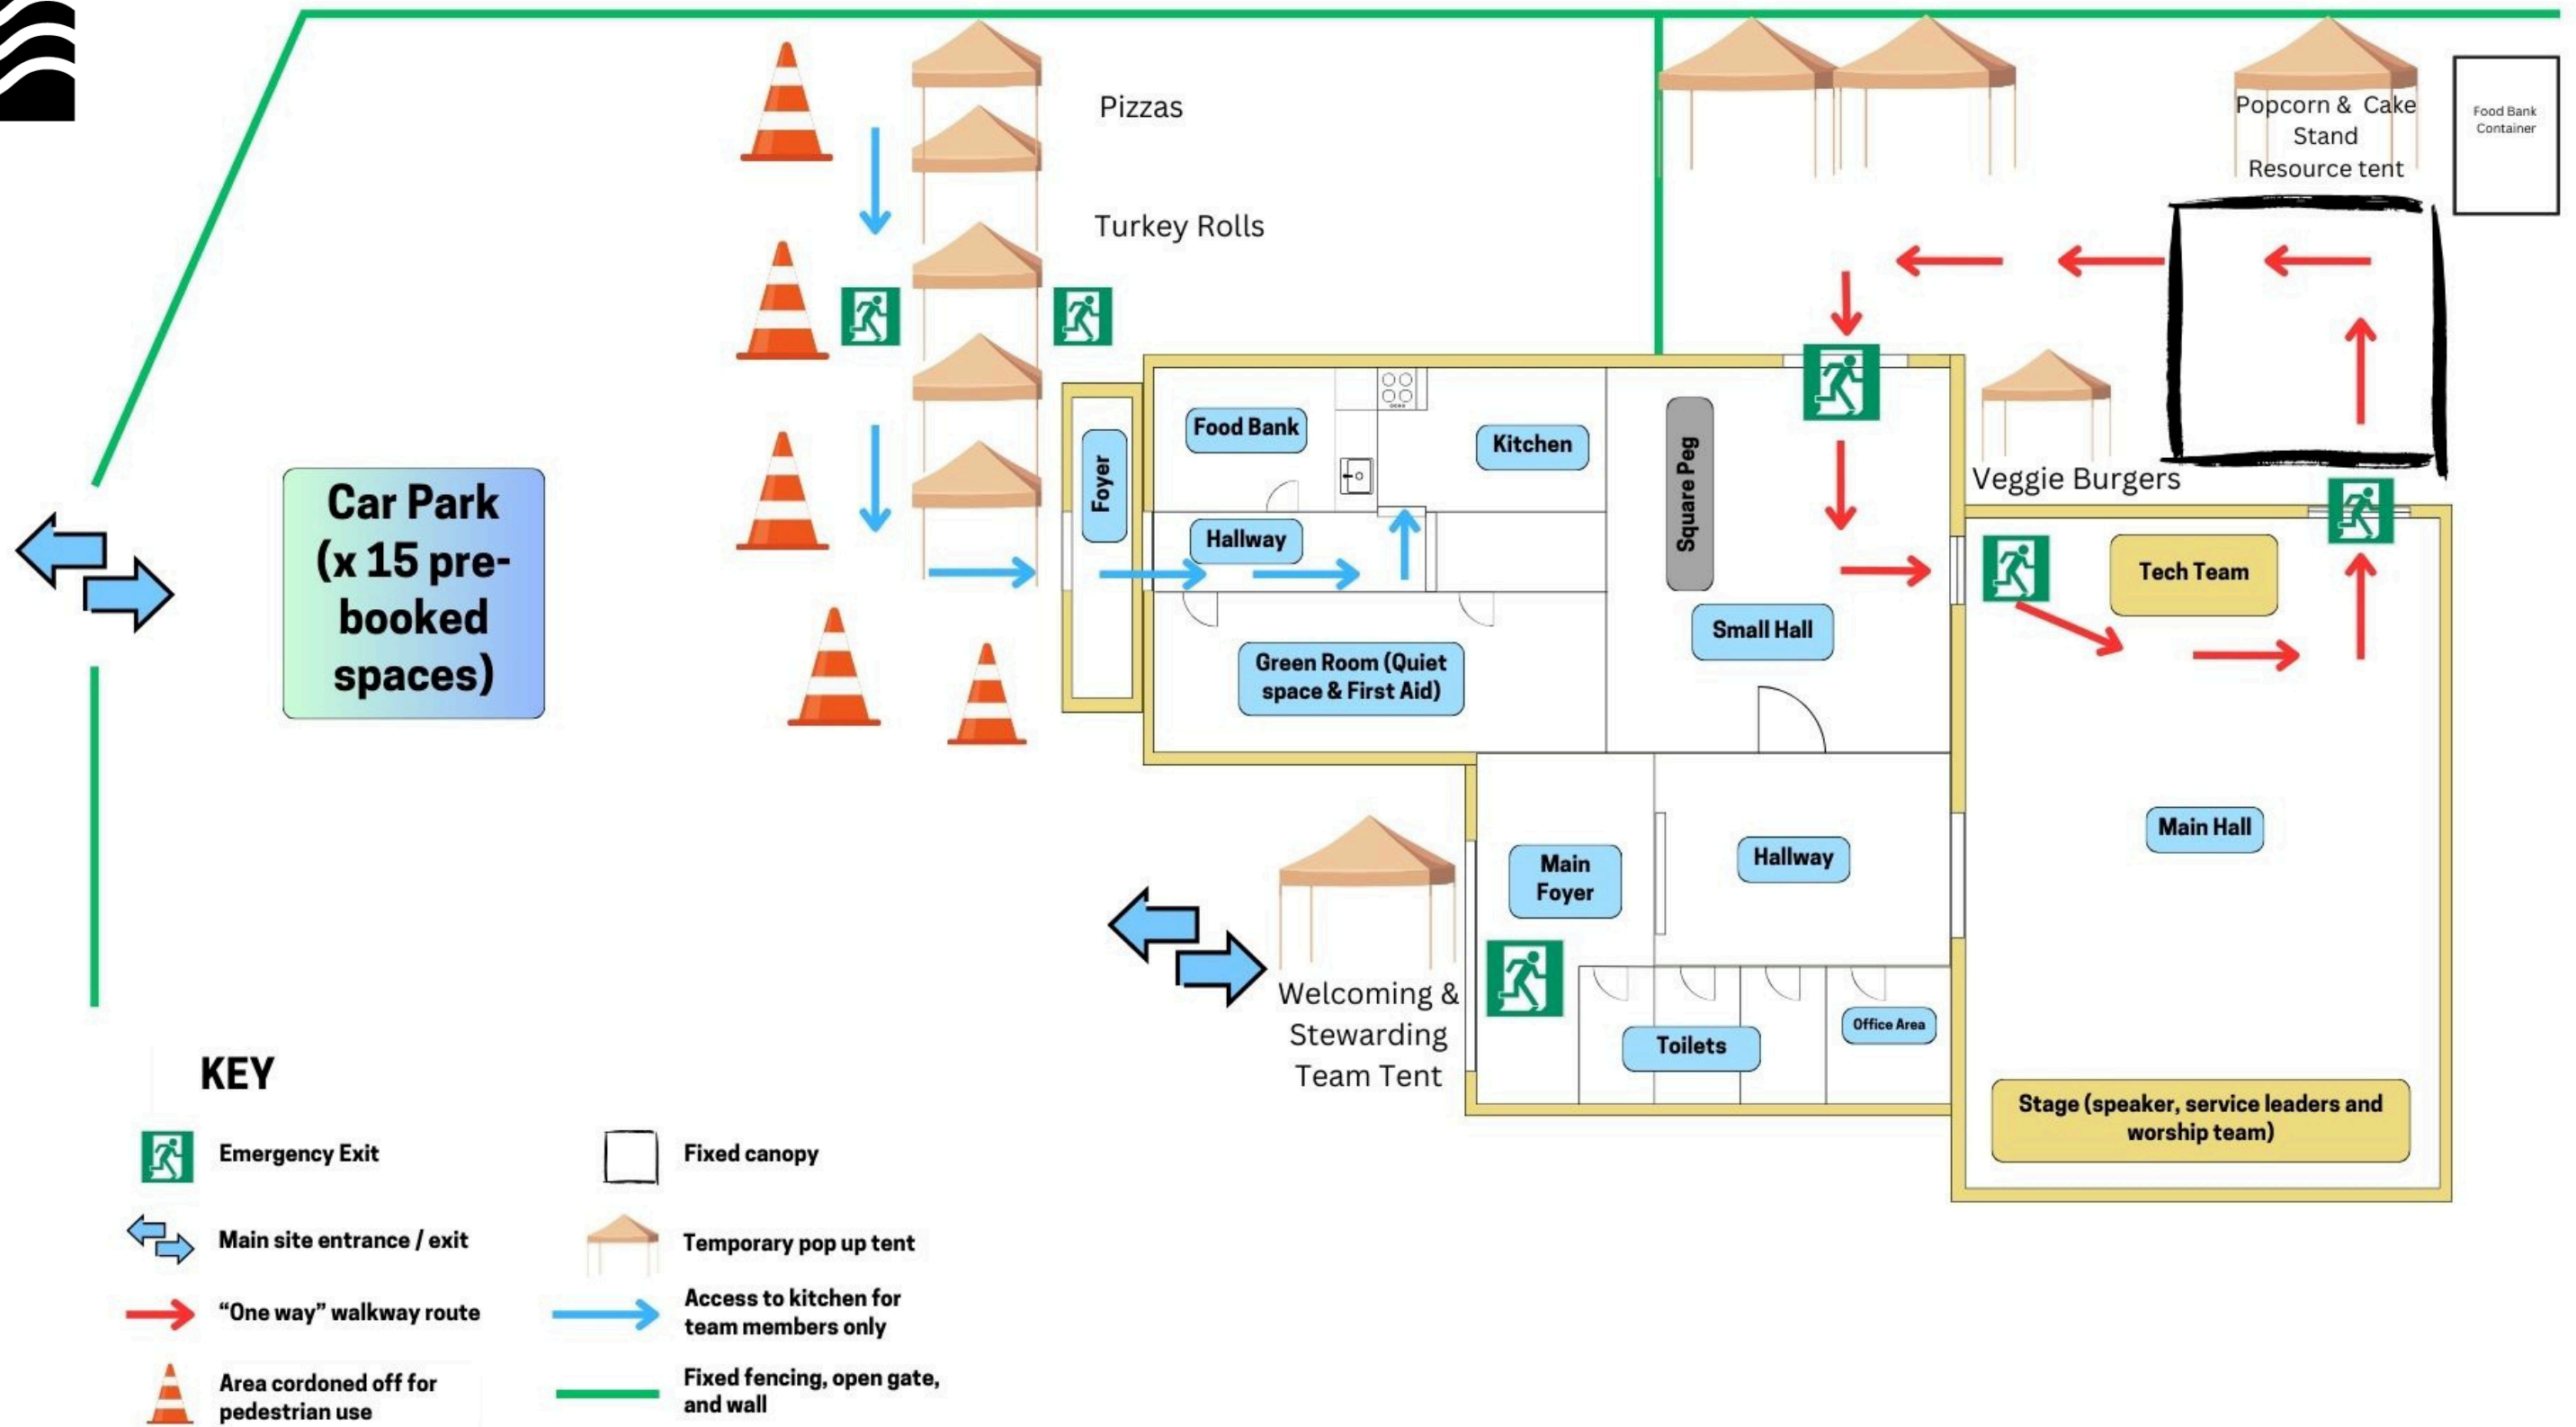 Pizzas
Turkey Rolls
Popcorn & Cake
Stand
Resource tent
Food Bank
Container
Veggie Burgers
Car Park
(x 15 pre-
booked
spaces)
Foyer
Food Bank
Kitchen
Hallway
Square Peg
Small Hall
Green Room (Quiet
space & First Aid)
Tech Team
Main Hall
Main
Foyer
Hallway
Toilets
Office Area
Stage (speaker, service leaders and
worship team)
Welcoming &
Stewarding
Team Tent
KEY
Emergency Exit
Main site entrance / exit
“One way” walkway route
Area cordoned off for
pedestrian use
Fixed canopy
Temporary pop up tent
Access to kitchen for
team members only
Fixed fencing, open gate,
and wall